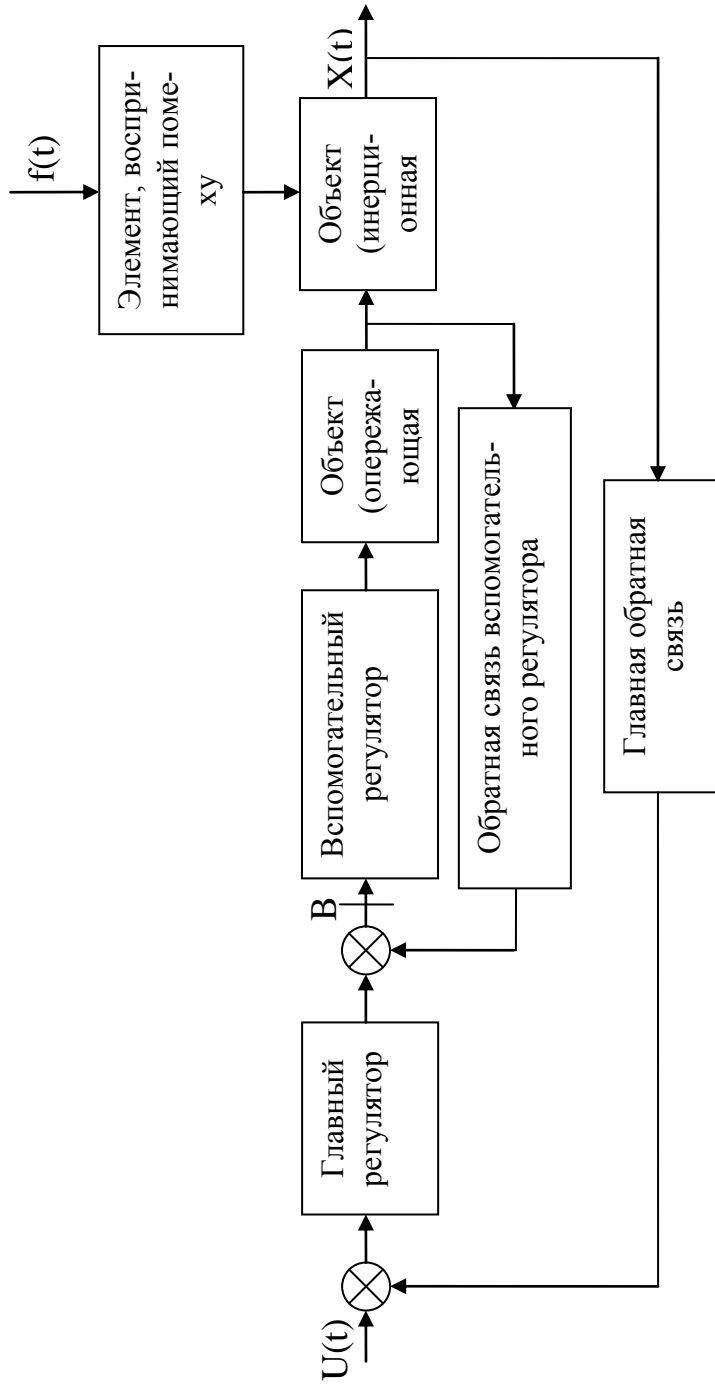 f(t)
Элемент, воспри-
нимающий поме-
ху
U(t)
Главный
регулятор
B
Вспомогательный
регулятор
Объект
(опережа-
ющая
Объект
(инерци-
онная
X(t)
Обратная связь вспомогатель-
ного регулятора
Главная обратная
связь